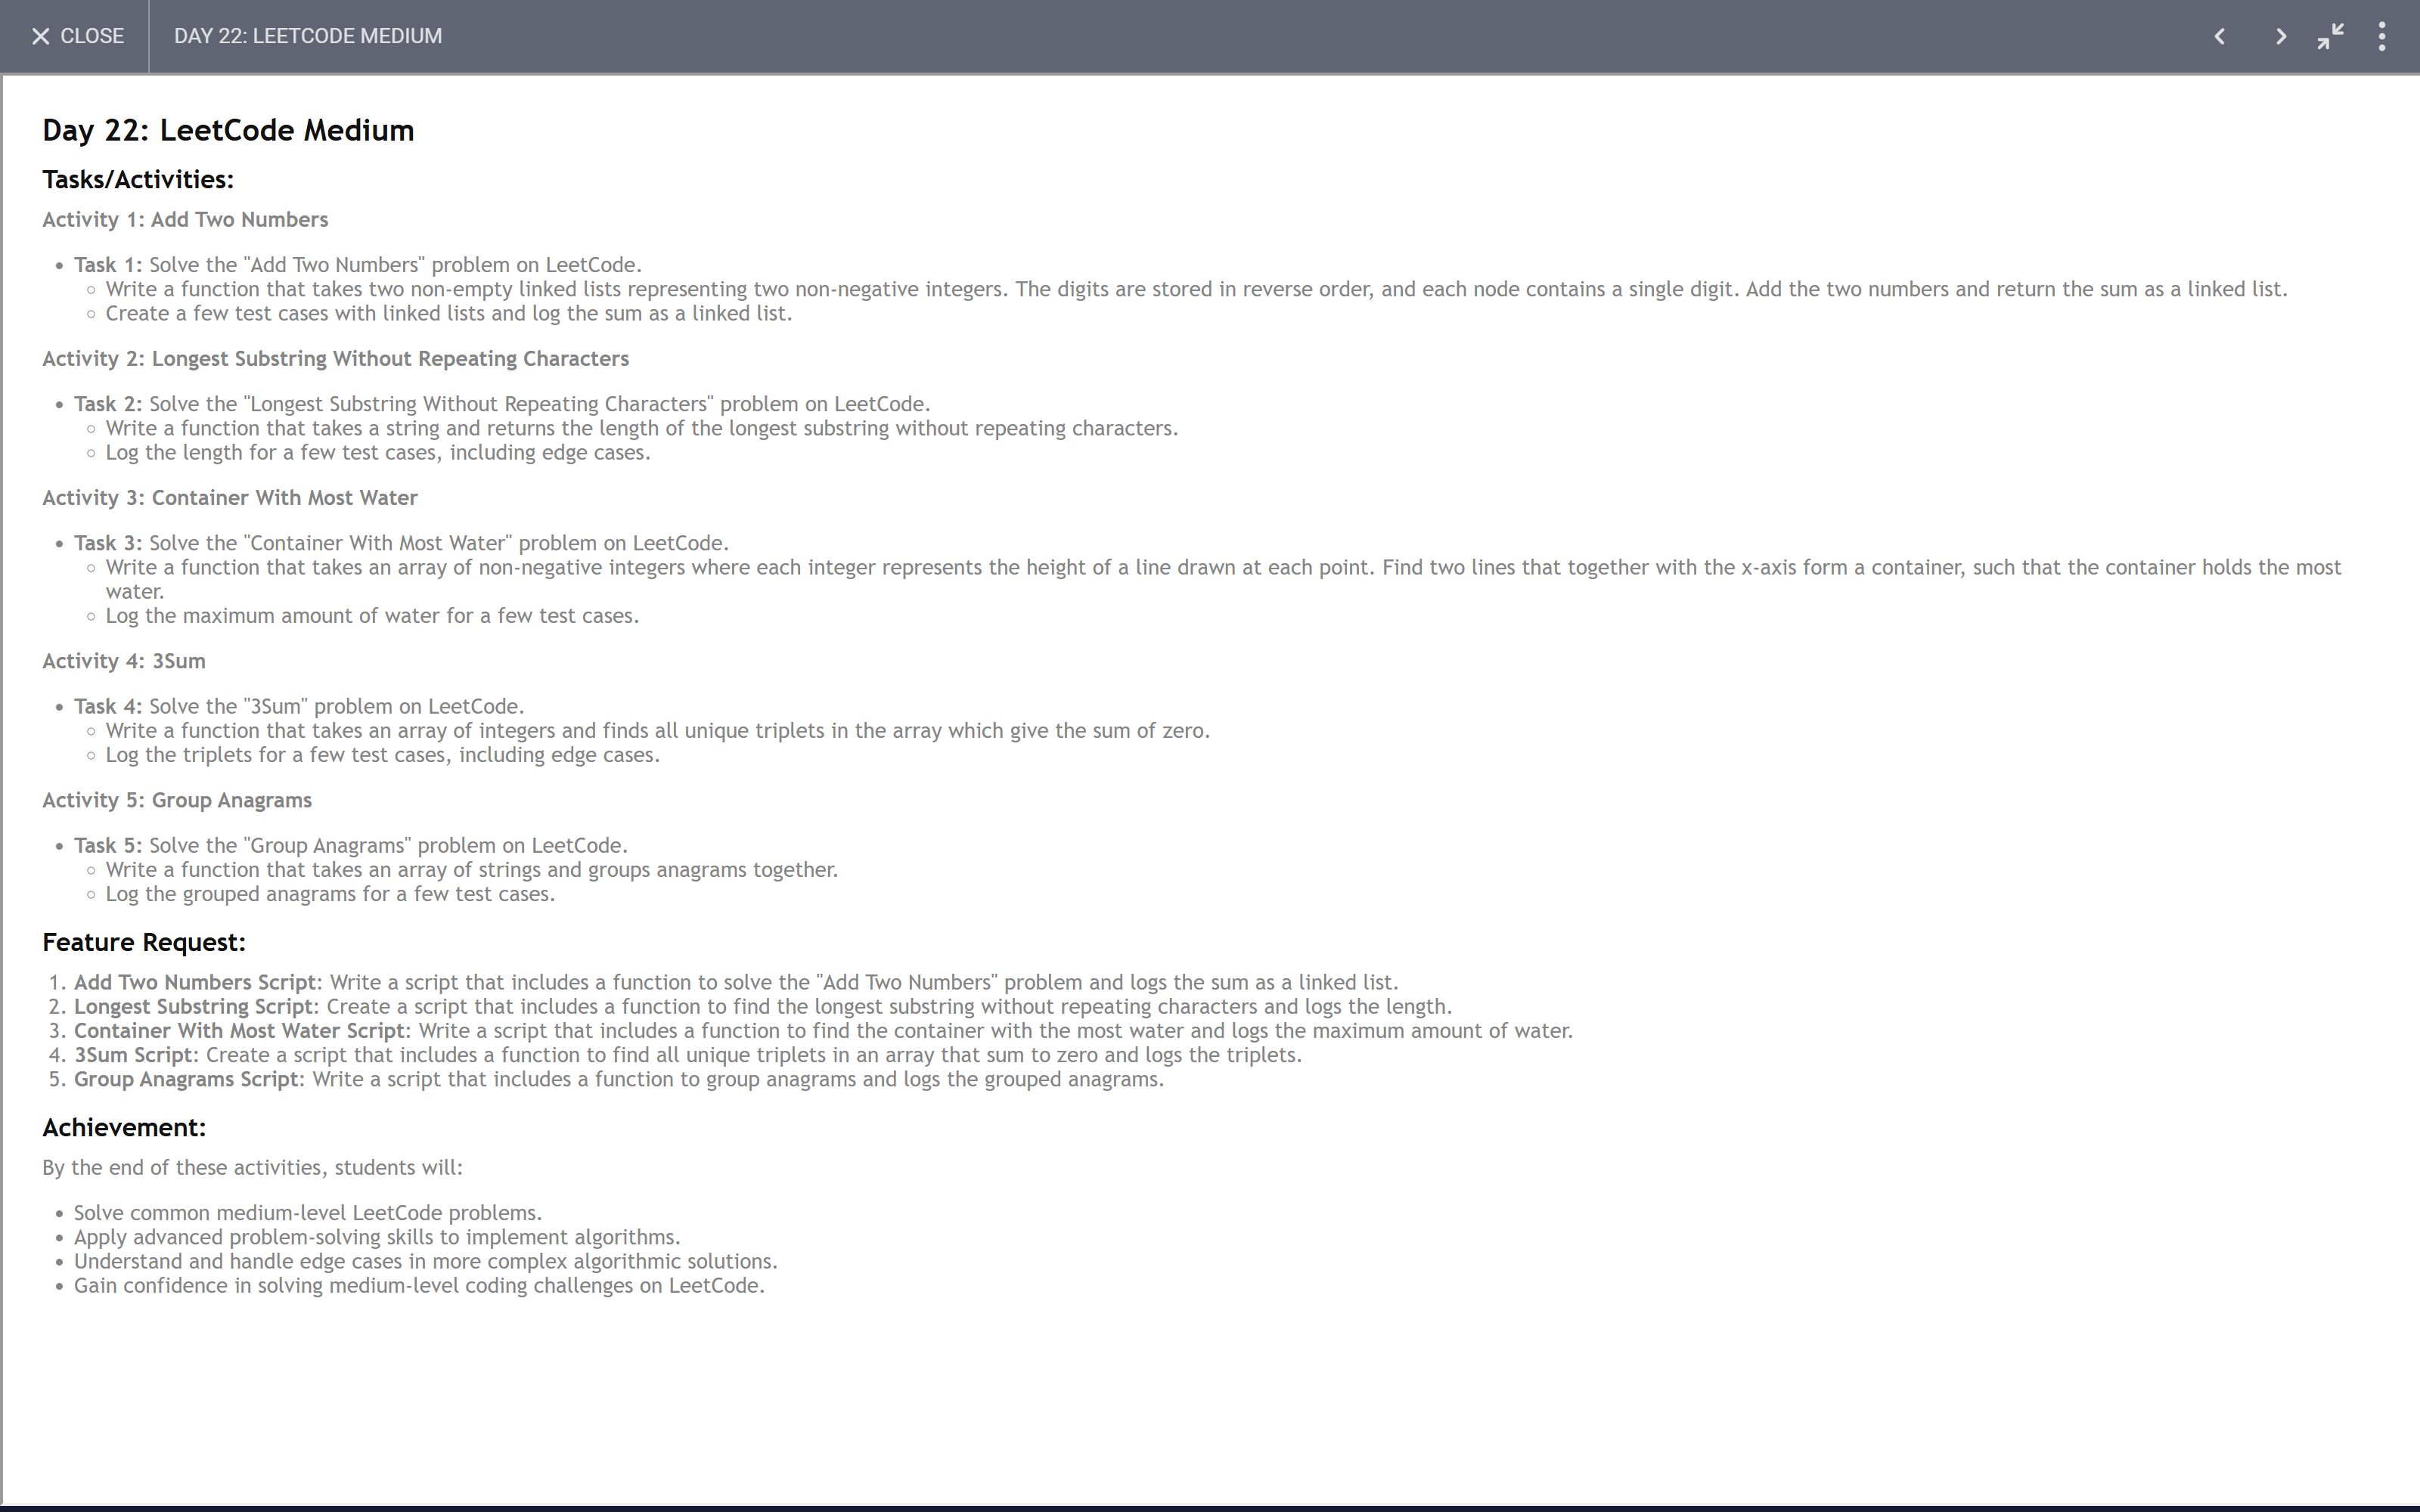 CLOSE
DAY 22: LEETCODE MEDIUM
Day 22: LeetCode Medium
Tasks/Activities:
Activity 1: Add Two Numbers
• Task 1: Solve the "Add Two Numbers" problem on LeetCode.
◦ Write a function that takes two non-empty linked lists representing two non-negative integers. The digits are stored in reverse order, and each node contains a single digit. Add the two numbers and return the sum as a linked list.
◦ Create a few test cases with linked lists and log the sum as a linked list.
Activity 2: Longest Substring Without Repeating Characters
• Task 2: Solve the "Longest Substring Without Repeating Characters" problem on LeetCode.
◦ Write a function that takes a string and returns the length of the longest substring without repeating characters.
◦ Log the length for a few test cases, including edge cases.
Activity 3: Container With Most Water
• Task 3: Solve the "Container With Most Water" problem on LeetCode.
◦ Write a function that takes an array of non-negative integers where each integer represents the height of a line drawn at each point. Find two lines that together with the x-axis form a container, such that the container holds the most
water.
◦ Log the maximum amount of water for a few test cases.
Activity 4: 3Sum
• Task 4: Solve the "3Sum" problem on LeetCode.
◦ Write a function that takes an array of integers and finds all unique triplets in the array which give the sum of zero.
◦ Log the triplets for a few test cases, including edge cases.
Activity 5: Group Anagrams
• Task 5: Solve the "Group Anagrams" problem on LeetCode.
◦ Write a function that takes an array of strings and groups anagrams together.
◦ Log the grouped anagrams for a few test cases.
Feature Request:
1. Add Two Numbers Script: Write a script that includes a function to solve the "Add Two Numbers" problem and logs the sum as a linked list.
2. Longest Substring Script: Create a script that includes a function to find the longest substring without repeating characters and logs the length.
3. Container With Most Water Script: Write a script that includes a function to find the container with the most water and logs the maximum amount of water.
4. 3Sum Script: Create a script that includes a function to find all unique triplets in an array that sum to zero and logs the triplets.
5. Group Anagrams Script: Write a script that includes a function to group anagrams and logs the grouped anagrams.
Achievement:
By the end of these activities, students will:
• Solve common medium-level LeetCode problems.
• Apply advanced problem-solving skills to implement algorithms.
• Understand and handle edge cases in more complex algorithmic solutions.
• Gain confidence in solving medium-level coding challenges on LeetCode.